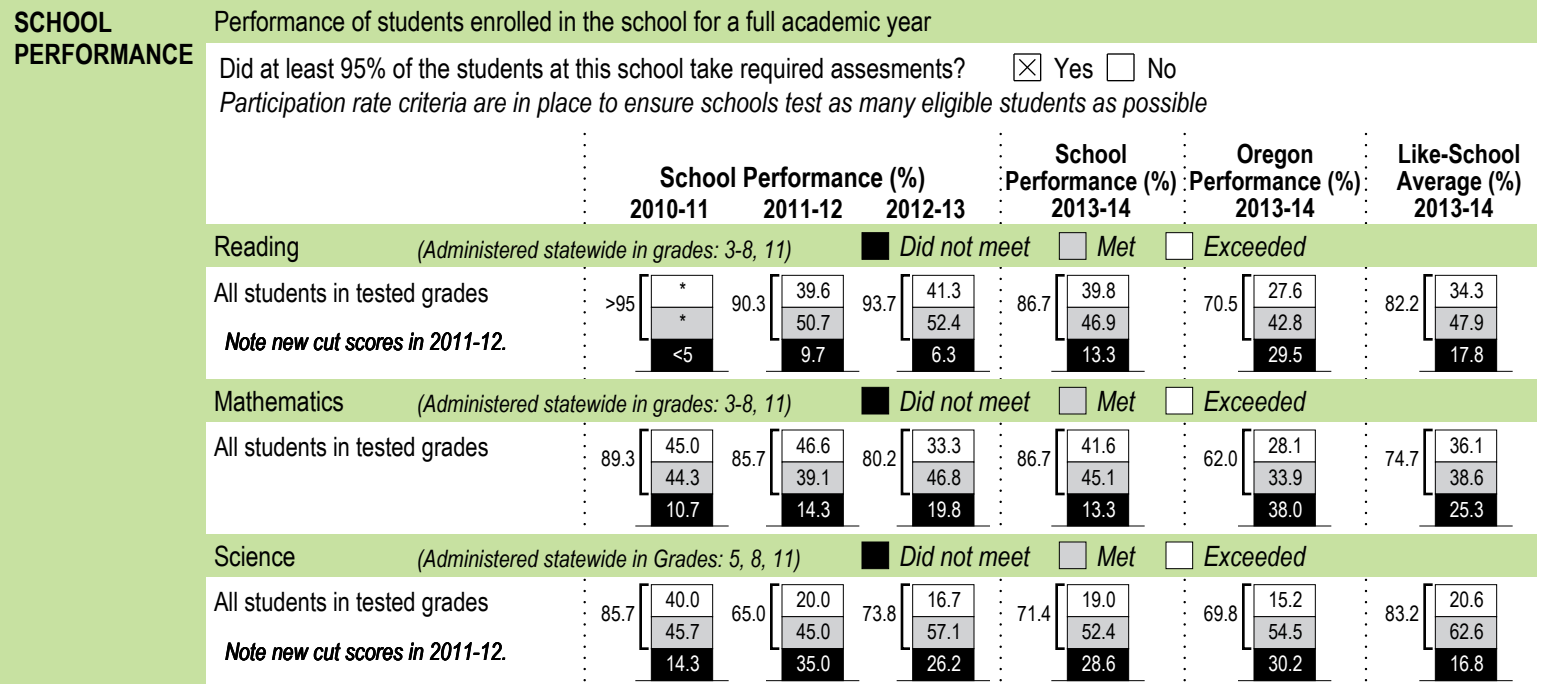 SCHOOL
PERFORMANCE
Performance of students enrolled in the school for a full academic year
Did at least 95% of the students at this school take required assesments? Yes No
Participation rate criteria are in place to ensure schools test as many eligible students as possible
School Performance (%)
2010-11 2011-12 2012-13
School
Performance (%)
2013-14
Oregon
Performance (%)
2013-14
Like-School
Average (%)
2013-14
Reading (Administered statewide in grades: 3-8, 11) Did not meet Met Exceeded
All students in tested grades
Note new cut scores in 2011-12.
>95 * * <5
90.3 39.6 50.7 9.7
93.7 41.3 52.4 6.3
86.7 39.8 46.9 13.3
70.5 27.6 42.8 29.5
82.2 34.3 47.9 17.8
Mathematics (Administered statewide in grades: 3-8, 11) Did not meet Met Exceeded
All students in tested grades
89.3 45.0 44.3 10.7
85.7 46.6 39.1 14.3
80.2 33.3 46.8 19.8
86.7 41.6 45.1 13.3
62.0 28.1 33.9 38.0
74.7 36.1 38.6 25.3
Science (Administered statewide in Grades: 5, 8, 11) Did not meet Met Exceeded
All students in tested grades
Note new cut scores in 2011-12.
85.7 40.0 45.7 14.3
65.0 20.0 45.0 35.0
73.8 16.7 57.1 26.2
71.4 19.0 52.4 28.6
69.8 15.2 54.5 30.2
83.2 20.6 62.6 16.8